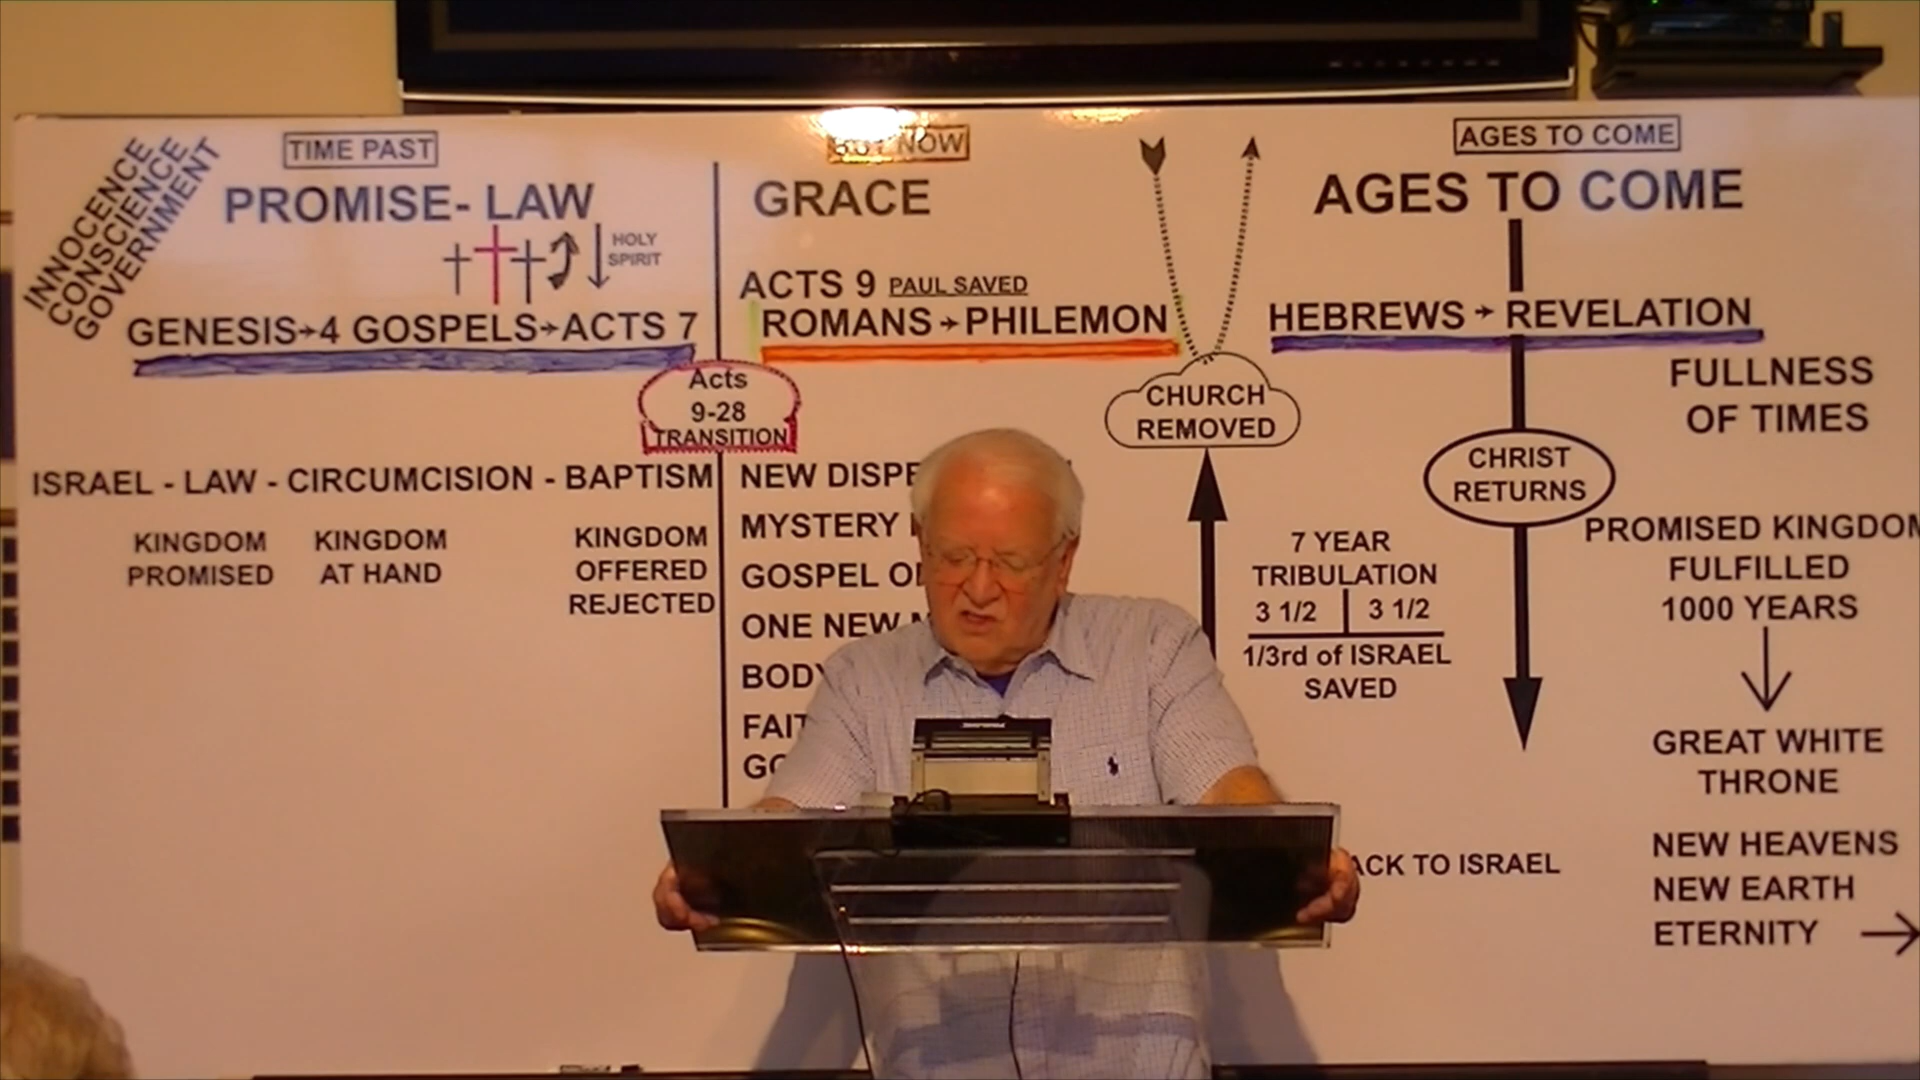 INNOCENCE
CONSCIENCE
GOVERNMENT
TIME PAST
PROMISE- LAW
HOLY
SPIRIT
GENESIS→4 GOSPELS→ACTS 7
Acts
9-28
TRANSITION
ISRAEL - LAW - CIRCUMCISION - BAPTISM
KINGDOM
PROMISED
KINGDOM
AT HAND
KINGDOM
OFFERED
REJECTED
BUT NOW
GRACE
ACTS 9 PAUL SAVED
ROMANS→PHILEMON
NEW
MYSTERY
GOSPEL
ONE NEW
BODY
CHURCH
REMOVED
AGES TO COME
AGES TO COME
HEBREWS→REVELATION
FULLNESS
OF TIMES
CHRIST
RETURNS
7 YEAR
TRIBULATION
3 1/2 3 1/2
1/3rd of ISRAEL
SAVED
PROMISED KINGDOM
FULFILLED
1000 YEARS
GREAT WHITE
THRONE
ACK TO ISRAEL
NEW HEAVENS
NEW EARTH
ETERNITY →